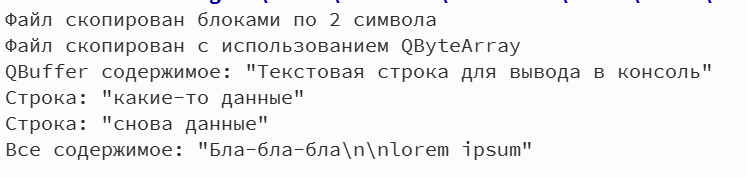 Файл скопирован блоками по 2 символа
Файл скопирован с использованием QByteArray
QBuffer содержимое: "Текстовая строка для вывода в консоль"
Строка: "какие-то данные"
Строка: "снова данные"
Все содержимое: "Бла-бла-бла\n\nlorem ipsum"